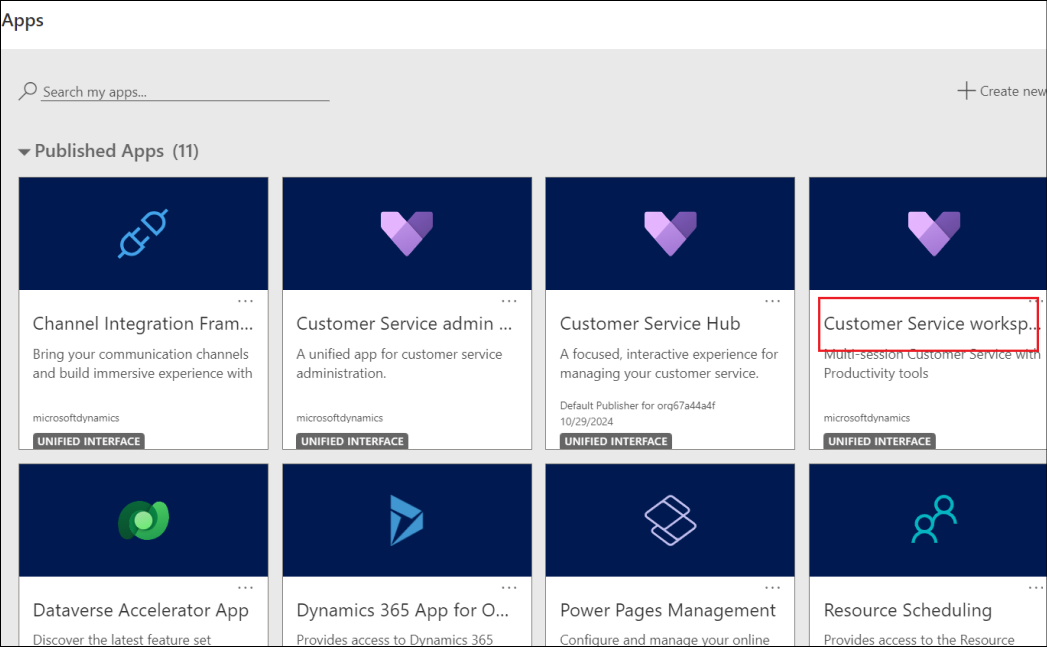 Apps
Search my apps...
Create new
Published Apps (11)
...
Channel Integration Fram...
Bring your communication channels
and build immersive experience with
microsoftdynamics
UNIFIED INTERFACE
...
Customer Service admin ...
A unified app for customer service
administration.
microsoftdynamics
UNIFIED INTERFACE
...
Customer Service Hub
A focused, interactive experience for
managing your customer service.
Default Publisher for orq67a44a4f
10/29/2024
UNIFIED INTERFACE
...
Customer Service worksp...
Multi-session Customer Service with
Productivity tools
microsoftdynamics
UNIFIED INTERFACE
...
Dataverse Accelerator App
Discover the latest feature set
...
Dynamics 365 App for O...
Provides access to Dynamics 365
...
Power Pages Management
Configure and manage your online
...
Resource Scheduling
Provides access to the Resource